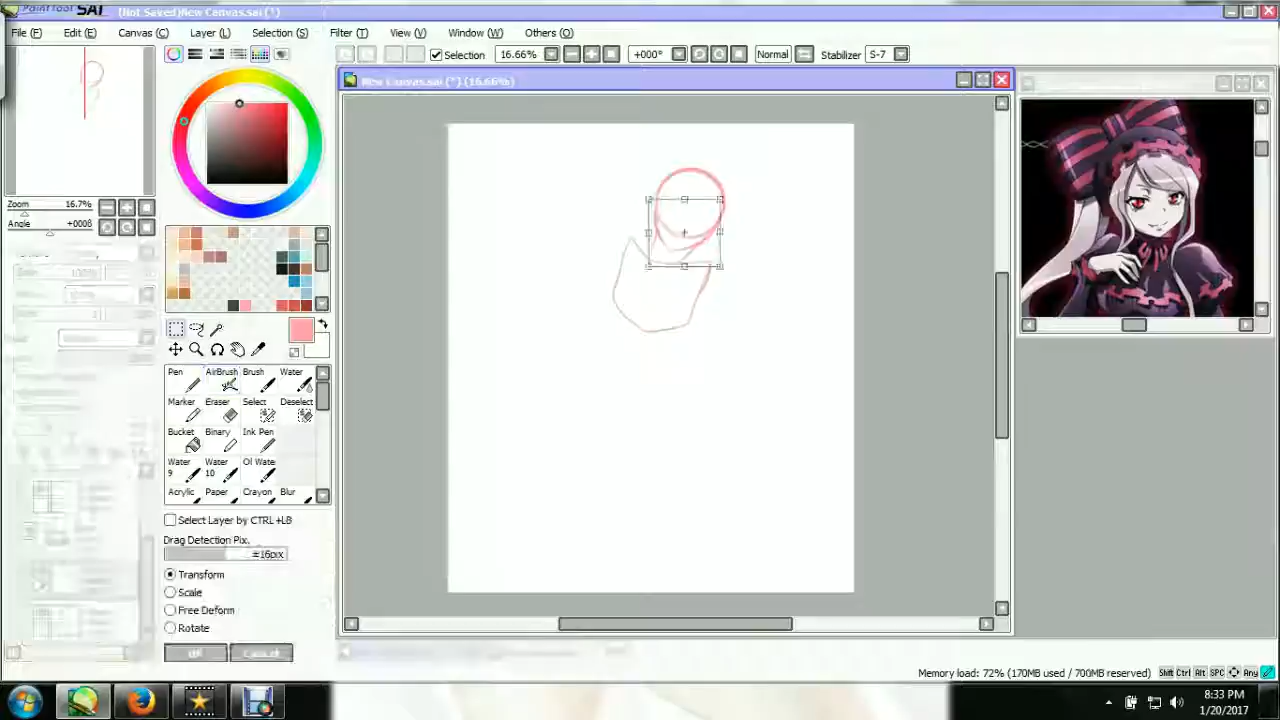 PaintTool SAI (Not Saved)New Canvas.sai (*)
File (F) Edit (E) Canvas (C) Layer (L) Selection (S) Filter (T) View (V) Window (W) Others (O)
Selection 16.66% +000° Normal Stabilizer S-7
New Canvas.sai (*) (16.66%)
Zoom 16.7%
Angle +000θ
Pen AirBrush Brush Water
Marker Eraser Select Deselect
Bucket Binary Ink Pen
Water 9 Water 10 Oil Wate
Acrylic Paper Crayon Blur
Select Layer by CTRL +LB
Drag Detection Pix.
±16pix
Transform
Scale
Free Deform
Rotate
Memory load: 72% (170MB used / 700MB reserved) Shift Ctrl Alt SPC Any
8:33 PM
1/20/2017